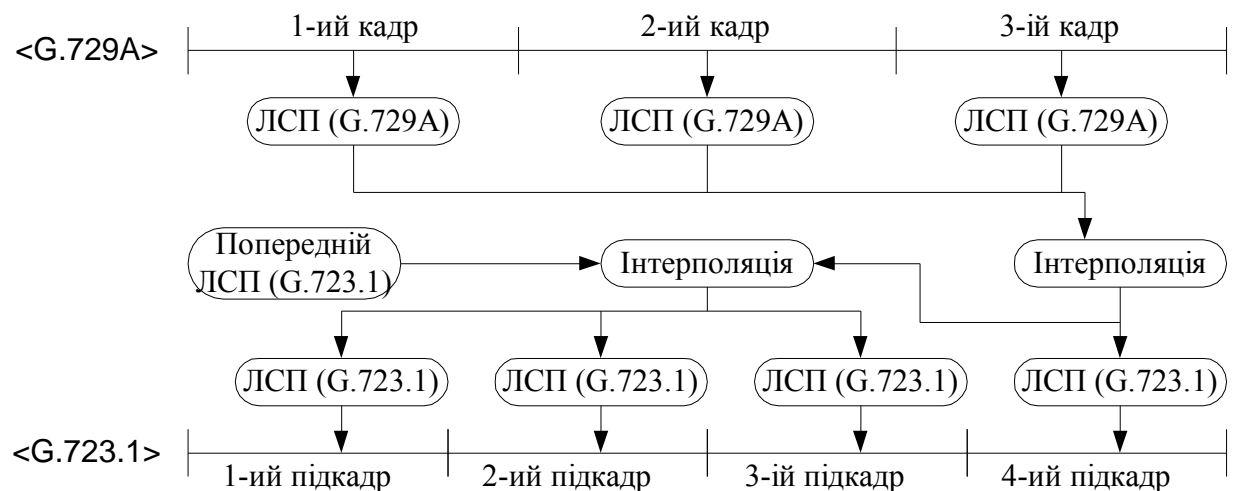 <G.729A>
1-ий кадр
2-ий кадр
3-ій кадр
ЛСП (G.729A)
ЛСП (G.729A)
ЛСП (G.729A)
Попередній
ЛСП (G.723.1)
Інтерполяція
Інтерполяція
ЛСП (G.723.1)
ЛСП (G.723.1)
ЛСП (G.723.1)
ЛСП (G.723.1)
<G.723.1>
1-ий підкадр
2-ий підкадр
3-ій підкадр
4-ий підкадр